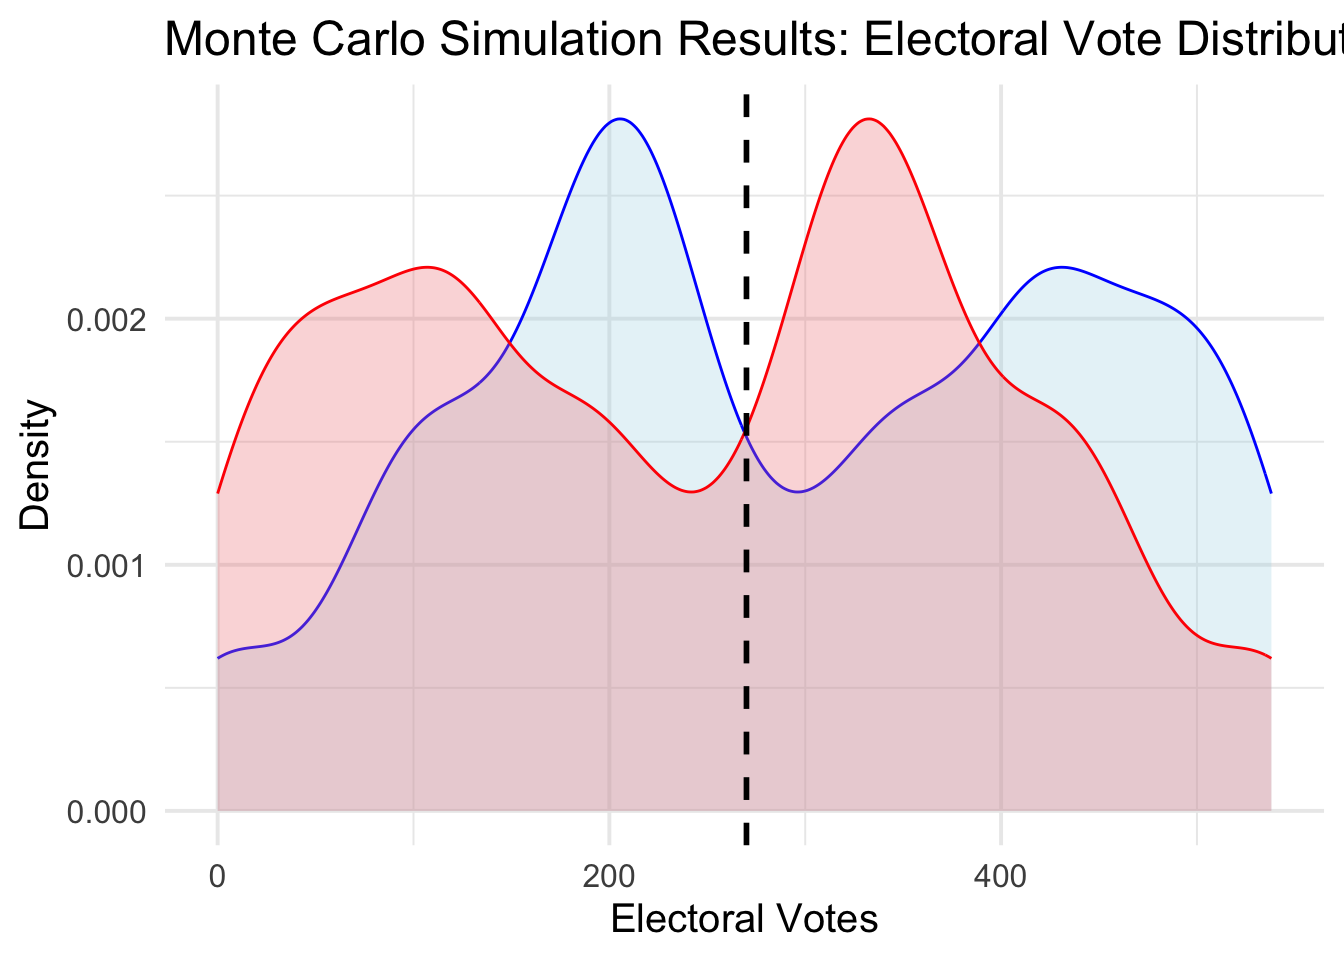 Monte Carlo Simulation Results: Electoral Vote Distribut
Density
0.002
0.001
0.000
0
200
400
Electoral Votes